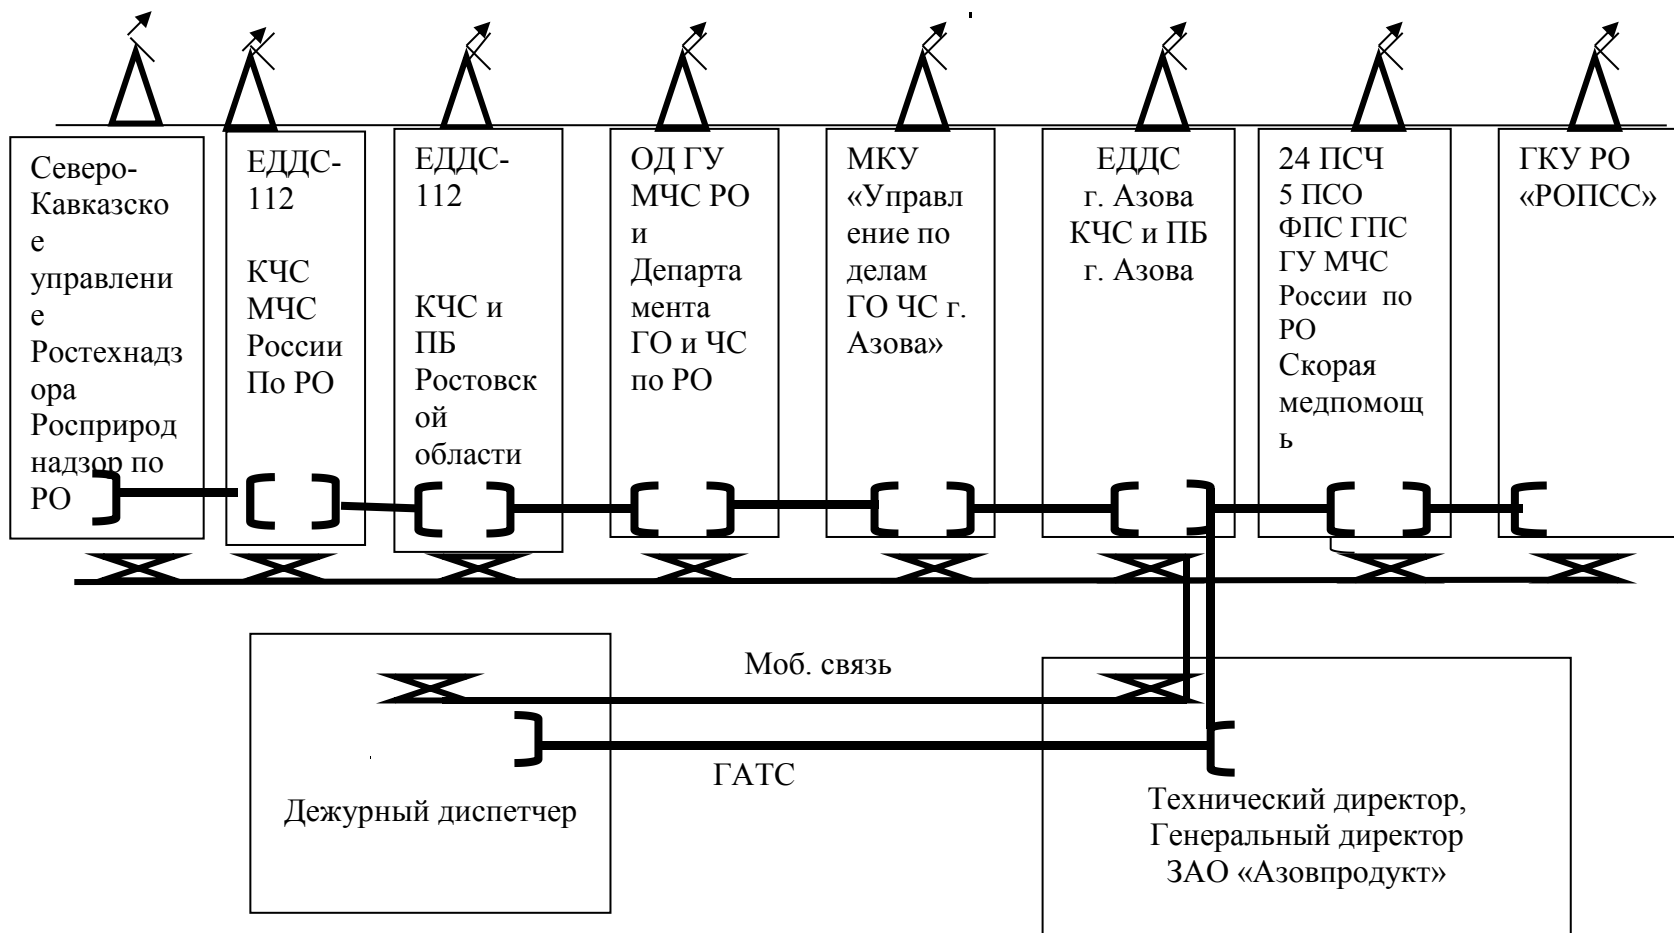 Северо-
Кавказско
е
управлени
е
Ростехнадз
ора
Росприрод
надзор по
РО
ЕДДС-
112
КЧС
МЧС
России
По РО
ЕДДС-
112
КЧС и
ПБ
Ростовск
ой
области
ОД ГУ
МЧС РО
и
Департа
мента
ГО и ЧС
по РО
МКУ
«Управл
ение по
делам
ГО ЧС г.
Азова»
ЕДДС
г. Азова
КЧС и ПБ
г. Азова
24 ПСЧ
5 ПСО
ФПС ГПС
ГУ МЧС
России по
РО
Скорая
медпомощ
ь
ГКУ РО
«РОПСС»
Моб. связь
ГАТС
Дежурный диспетчер
Технический директор,
Генеральный директор
ЗАО «Азовпродукт»